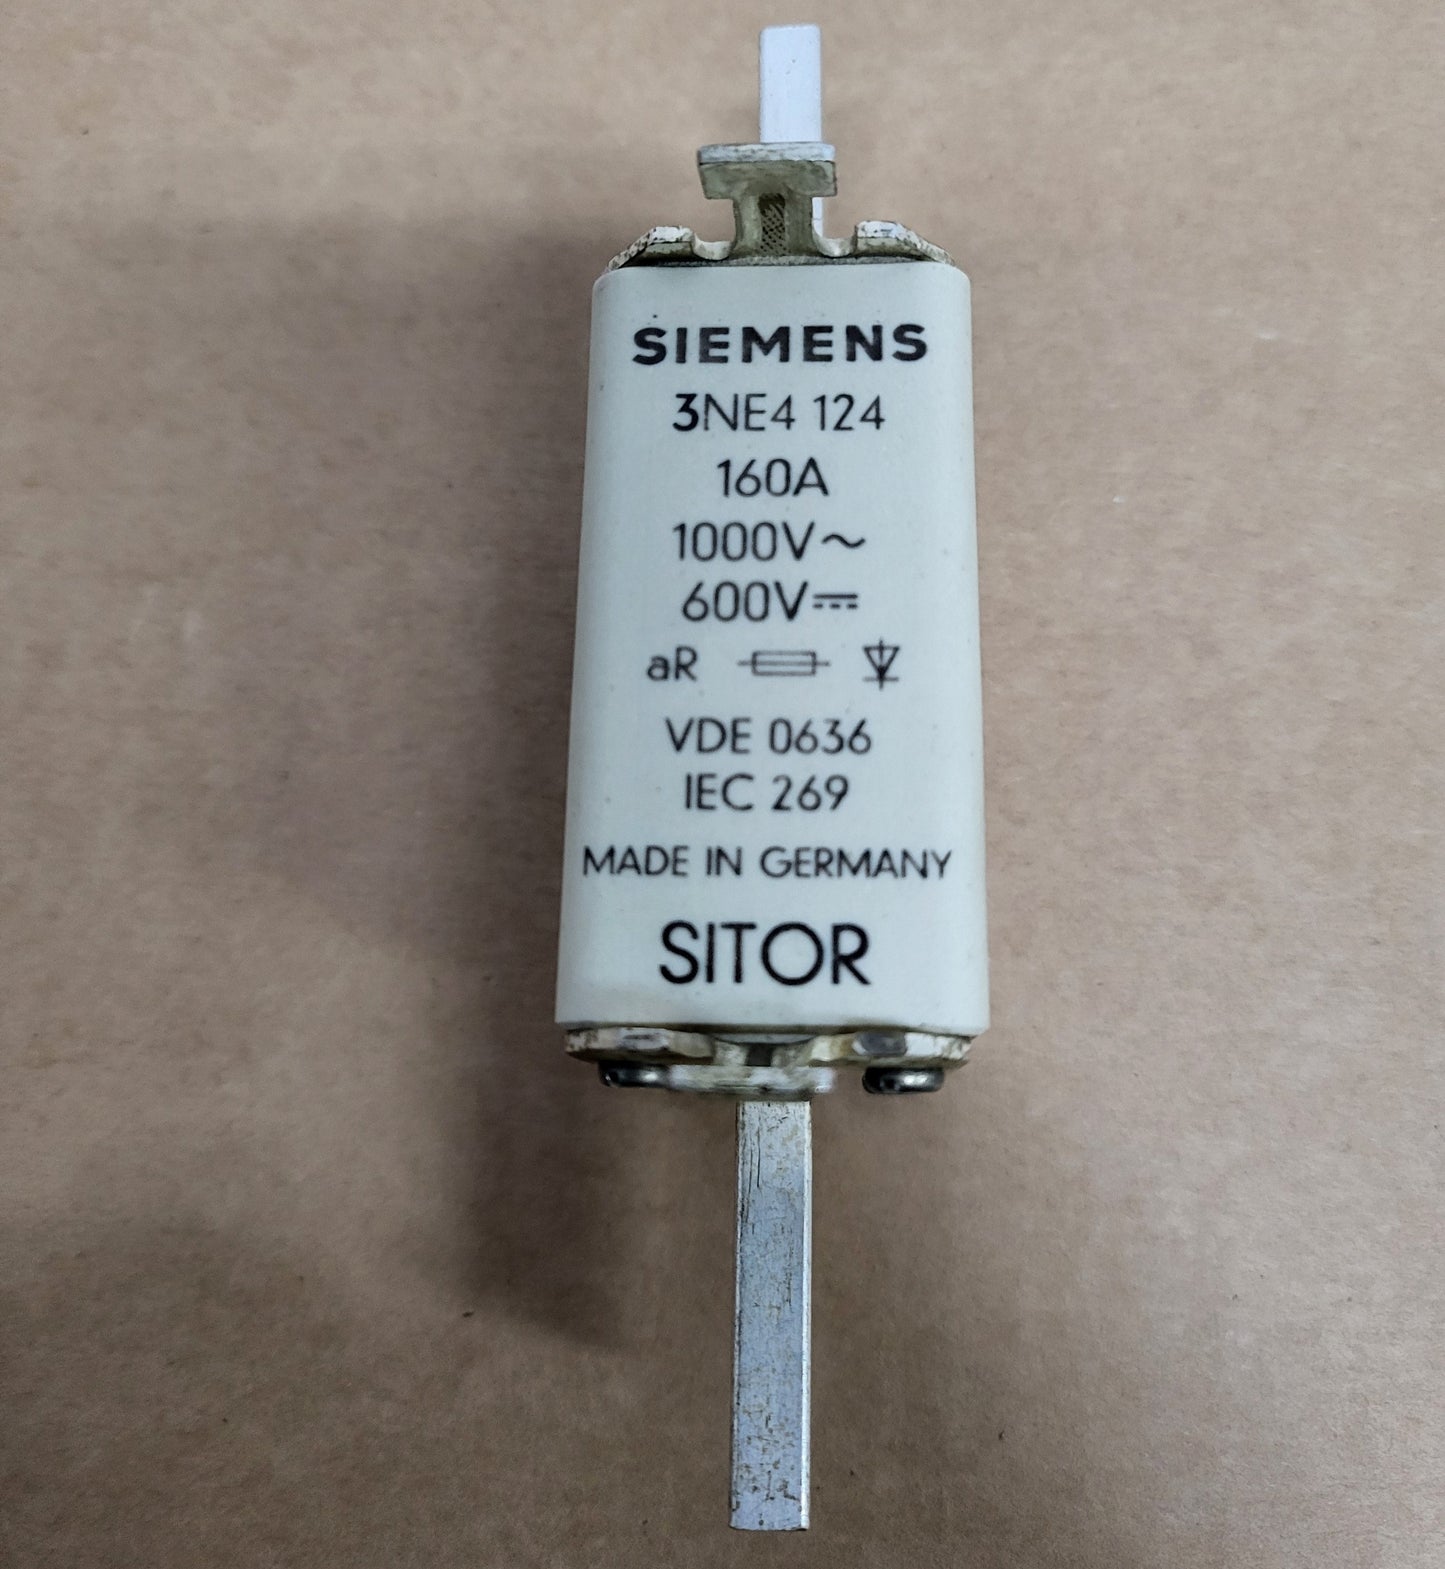 SIEMENS
3NE4 124
160A
1000V~
600V⎓
aR
VDE 0636
IEC 269
MADE IN GERMANY
SITOR